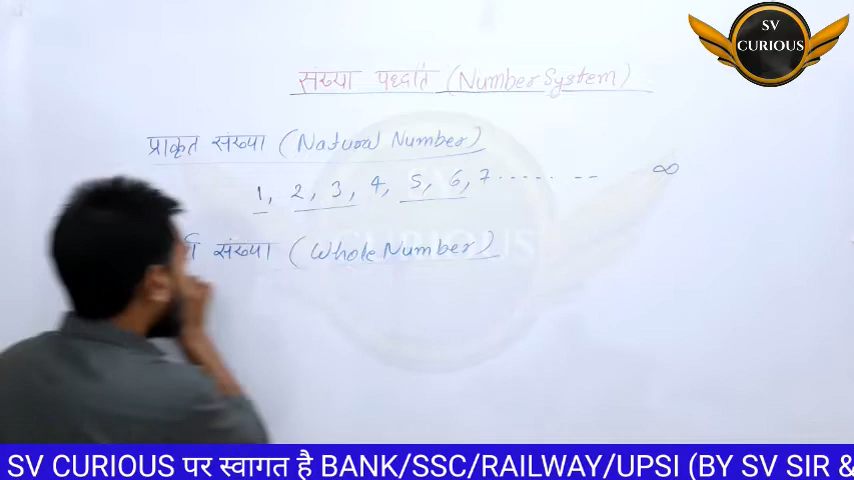 SV
CURIOUS
संख्या पद्धति (Number System)
प्राकृत संख्या (Natural Number)
1, 2, 3, 4, 5, 6, 7 ...... -- ∞
संख्या (Whole Number)
SV CURIOUS पर स्वागत है BANK/SSC/RAILWAY/UPSI (BY SV SIR &